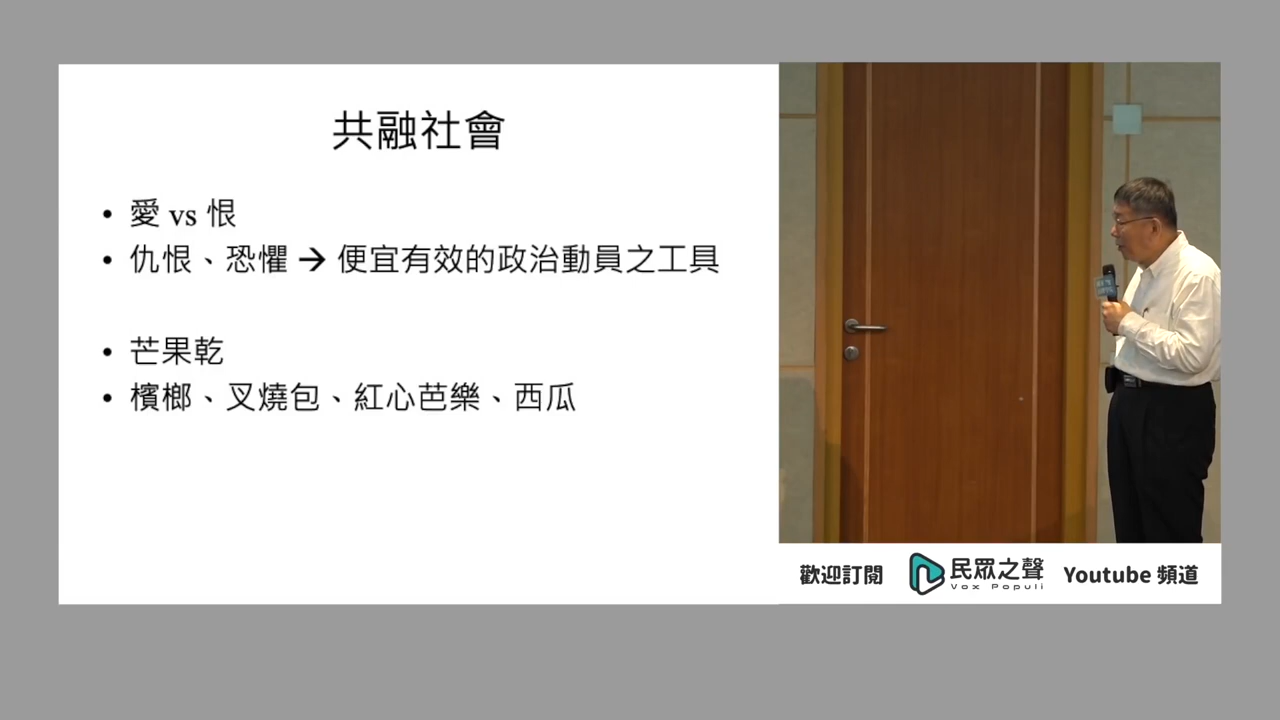 共融社會
• 愛 vs 恨
• 仇恨、恐懼 → 便宜有效的政治動員之工具
• 芒果乾
• 檳榔、叉燒包、紅心芭樂、西瓜
歡迎訂閱 民眾之聲 Vox Populi Youtube 頻道